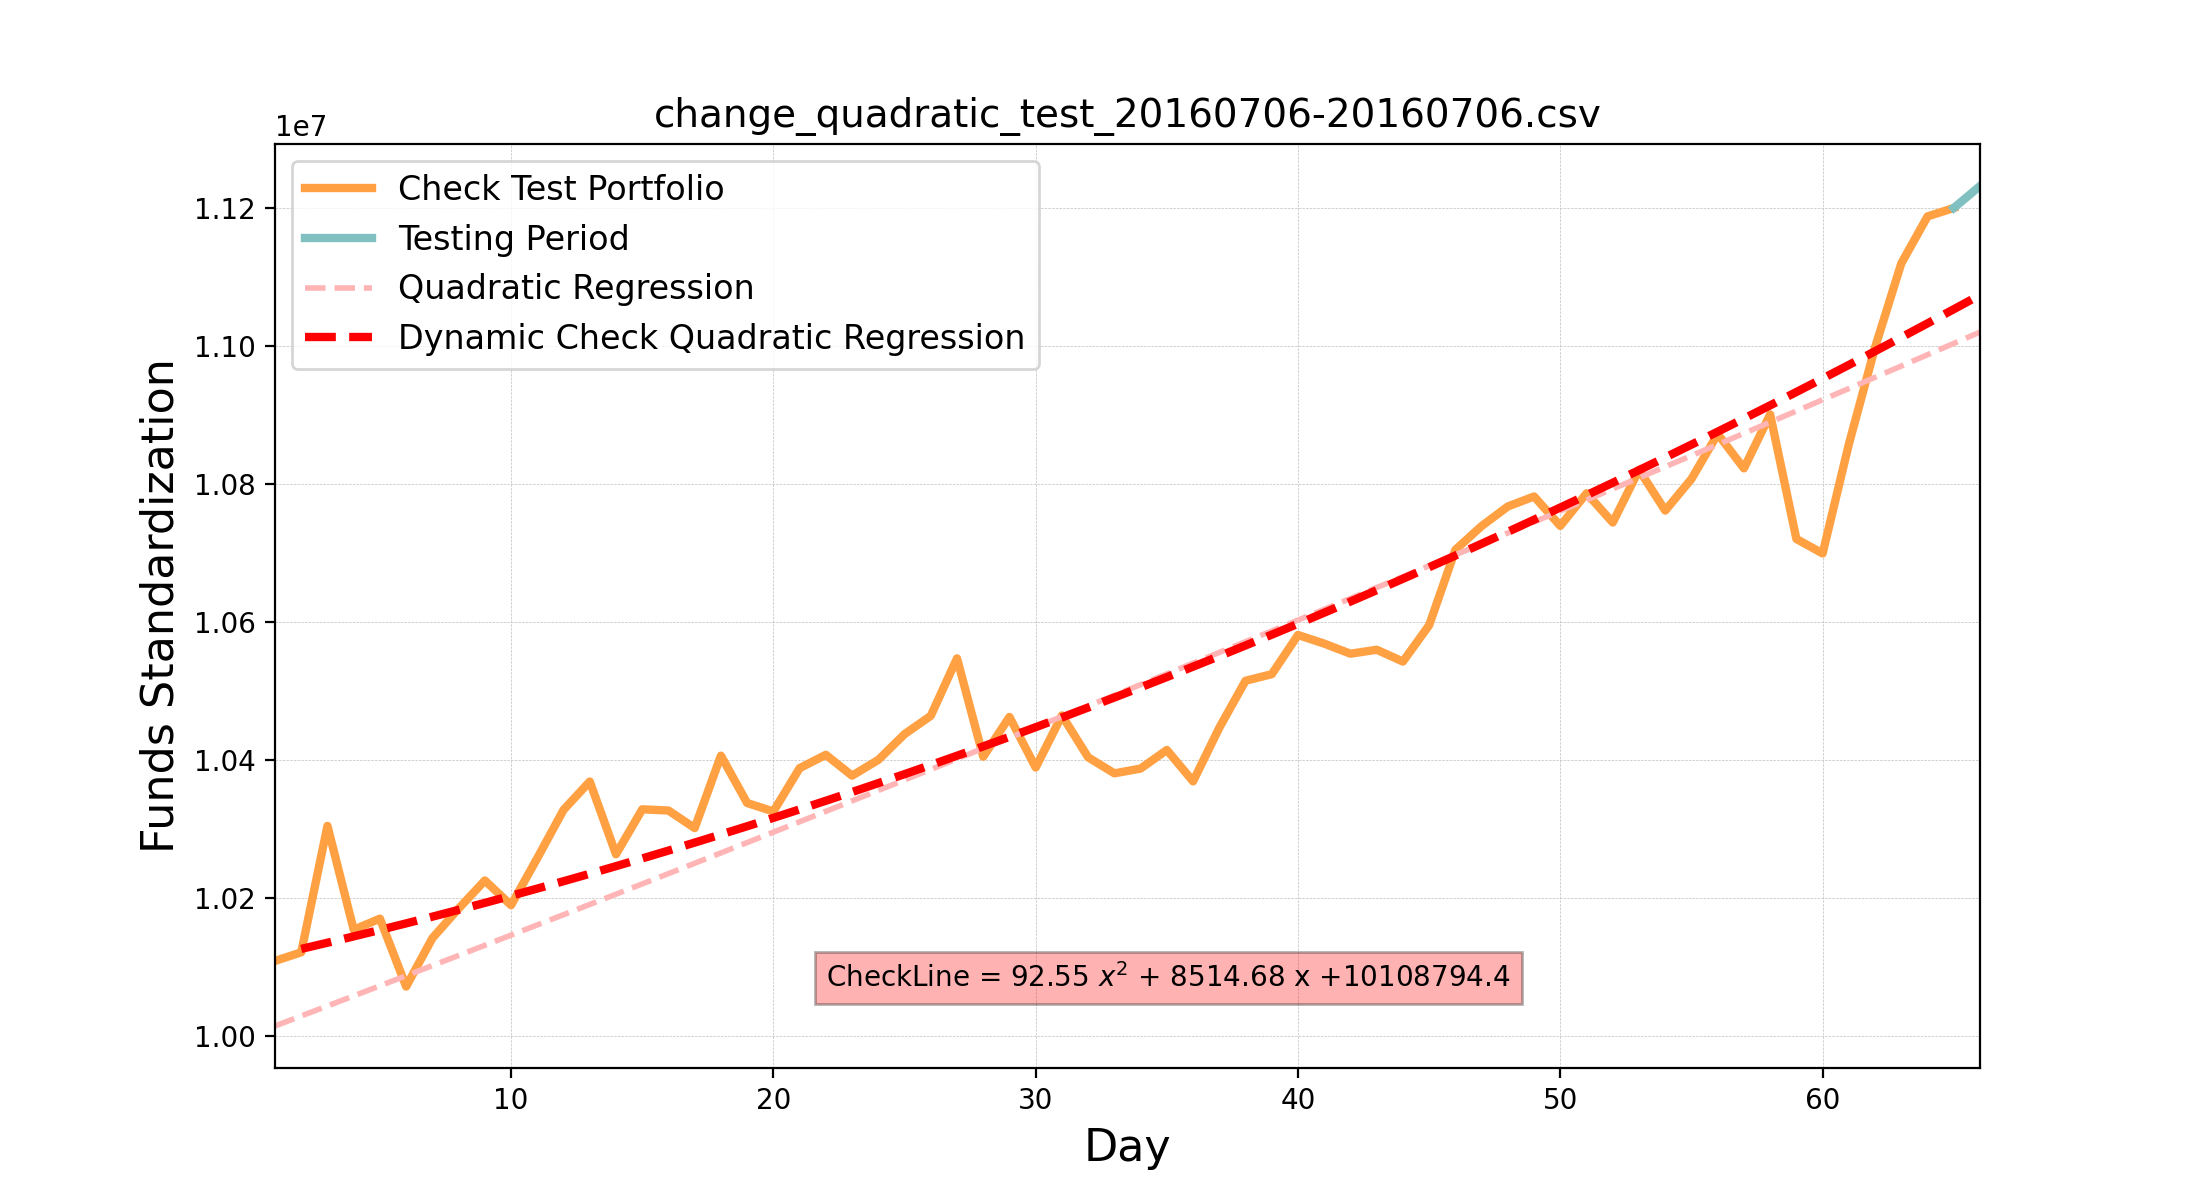 change_quadratic_test_20160706-20160706.csv
1e7
Check Test Portfolio
Testing Period
Quadratic Regression
Dynamic Check Quadratic Regression
Funds Standardization
1.12
1.10
1.08
1.06
1.04
1.02
1.00
CheckLine = 92.55 x² + 8514.68 x +10108794.4
10 20 30 40 50 60
Day